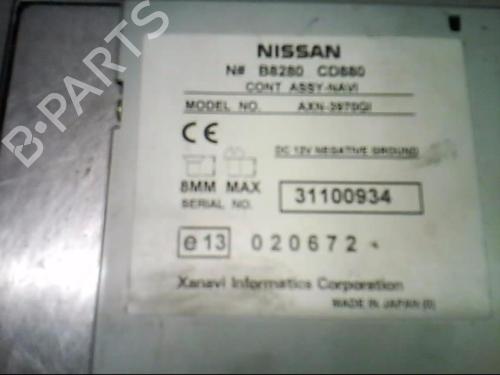 NISSAN
N# B8280 CD880
CONT ASSY-NAVI
MODEL NO. AXN-3970GI
CE
DC 12V NEGATIVE GROUND
8MM MAX
SERIAL NO. 31100934
e13 020672
Xanavi Informatics Corporation
MADE IN JAPAN (0)
B-PARTS